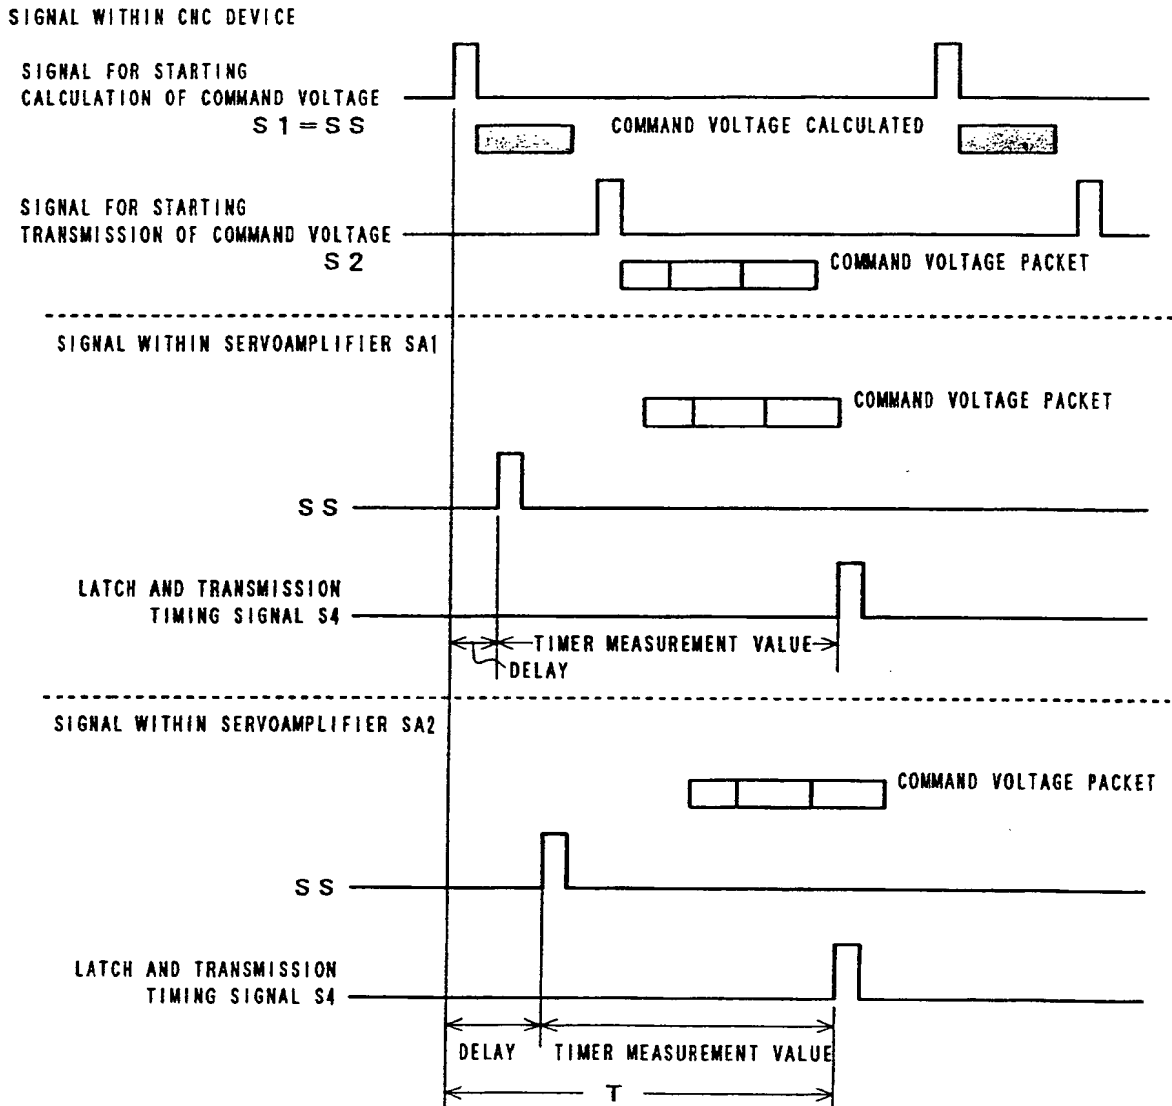 SIGNAL WITHIN CNC DEVICE
SIGNAL FOR STARTING
CALCULATION OF COMMAND VOLTAGE
S1=SS
COMMAND VOLTAGE CALCULATED
SIGNAL FOR STARTING
TRANSMISSION OF COMMAND VOLTAGE
S2
COMMAND VOLTAGE PACKET
SIGNAL WITHIN SERVOAMPLIFIER SA1
COMMAND VOLTAGE PACKET
SS
LATCH AND TRANSMISSION
TIMING SIGNAL S4
TIMER MEASUREMENT VALUE
DELAY
SIGNAL WITHIN SERVOAMPLIFIER SA2
COMMAND VOLTAGE PACKET
SS
LATCH AND TRANSMISSION
TIMING SIGNAL S4
DELAY
TIMER MEASUREMENT VALUE
T